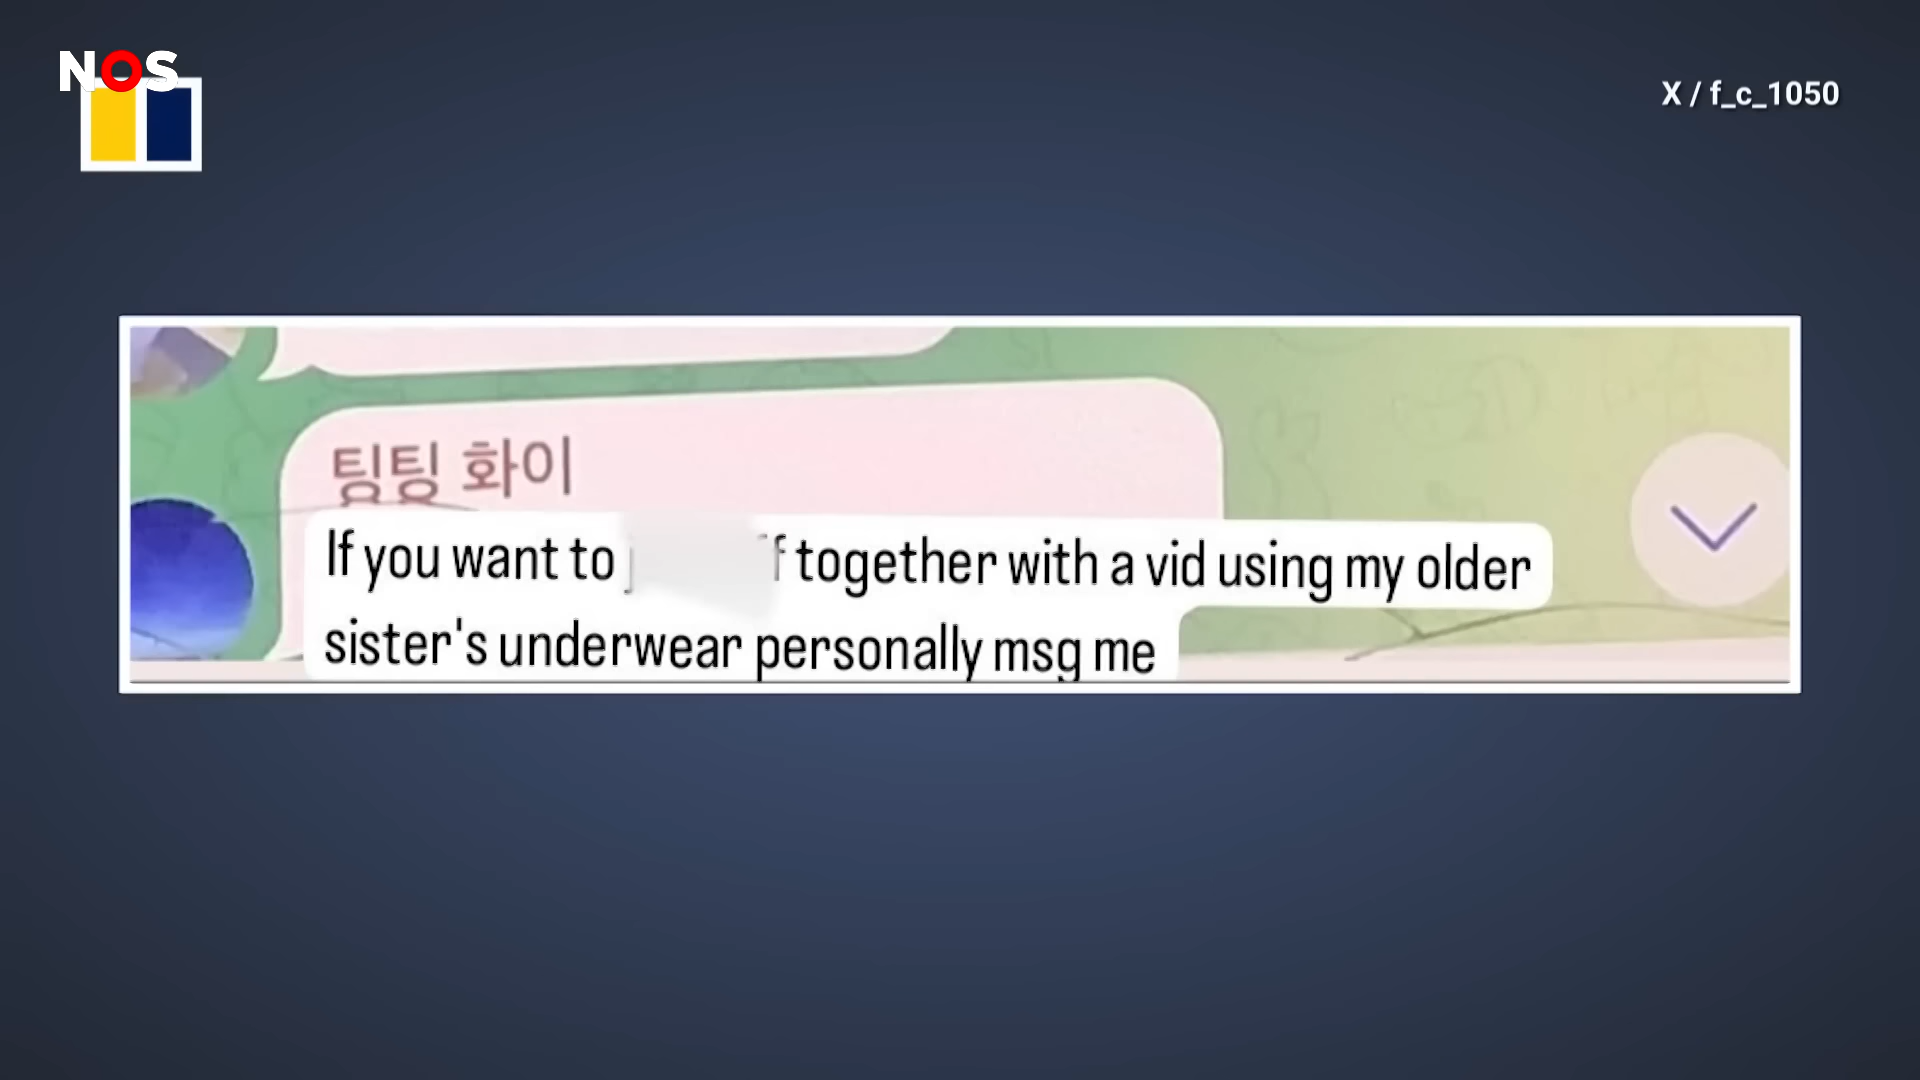 NOS
X / f_c_1050
팀팅 화이
If you want to together with a vid using my older
sister's underwear personally msg me